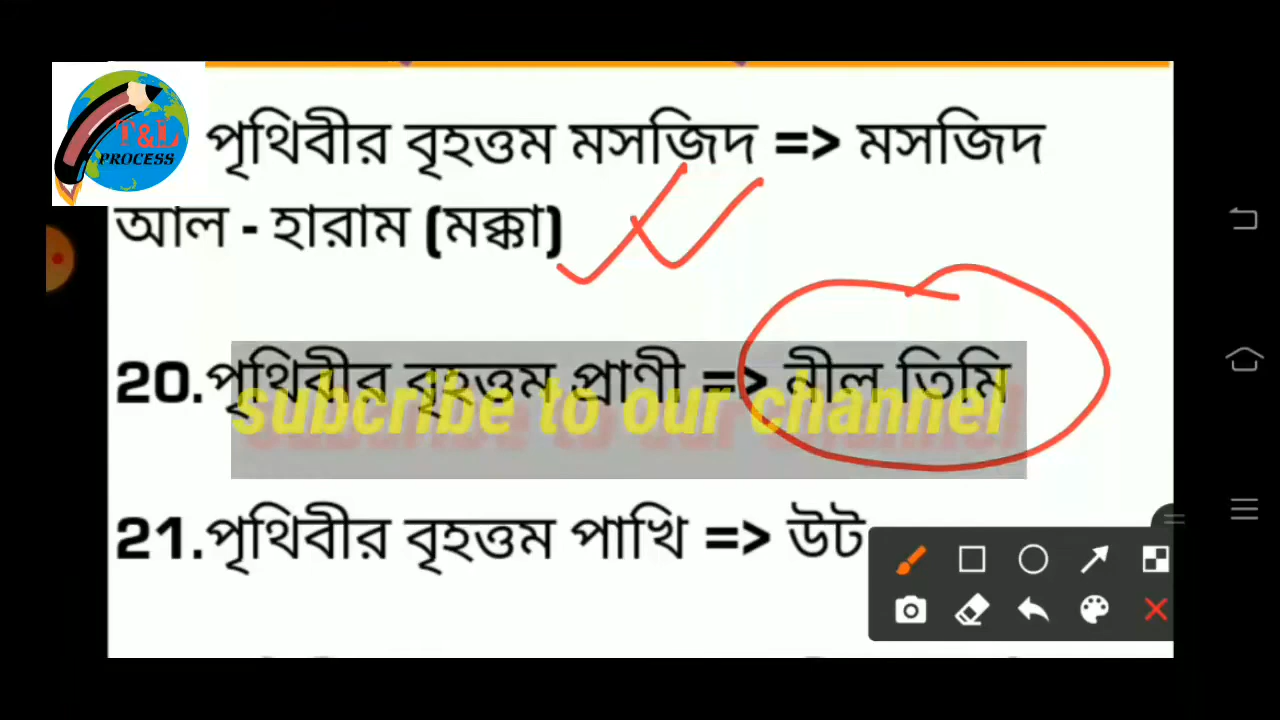 T&L
PROCESS
পৃথিবীর বৃহত্তম মসজিদ => মসজিদ
আল - হারাম (মক্কা)
20.পৃথিবীর বৃহত্তম প্রাণী => নীল তিমি
subcribe to our channel
21.পৃথিবীর বৃহত্তম পাখি => উট